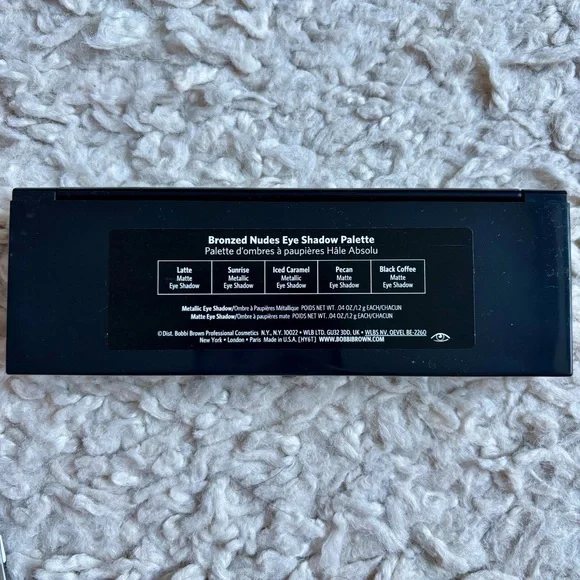 Bronzed Nudes Eye Shadow Palette
Palette d'ombres à paupières Hâle Absolu
Latte
Matte
Eye Shadow
Sunrise
Metallic
Eye Shadow
Iced Caramel
Metallic
Eye Shadow
Pecan
Matte
Eye Shadow
Black Coffee
Matte
Eye Shadow
Metallic Eye Shadow/Ombre à Paupières Métallique POIDS NET WT. .04 OZ./1.2 g EACH/CHACUN
Matte Eye Shadow/Ombre à paupières mate POIDS NET WT. .04 OZ./1.2 g EACH/CHACUN
©Dist. Bobbi Brown Professional Cosmetics N.Y., N.Y. 10022 • WLB LTD, GU32 3DD, UK • WLBS NV, OEVEL BE-2260
New York • London • Paris Made in U.S.A. [HY6T] WWW.BOBBIBROWN.COM